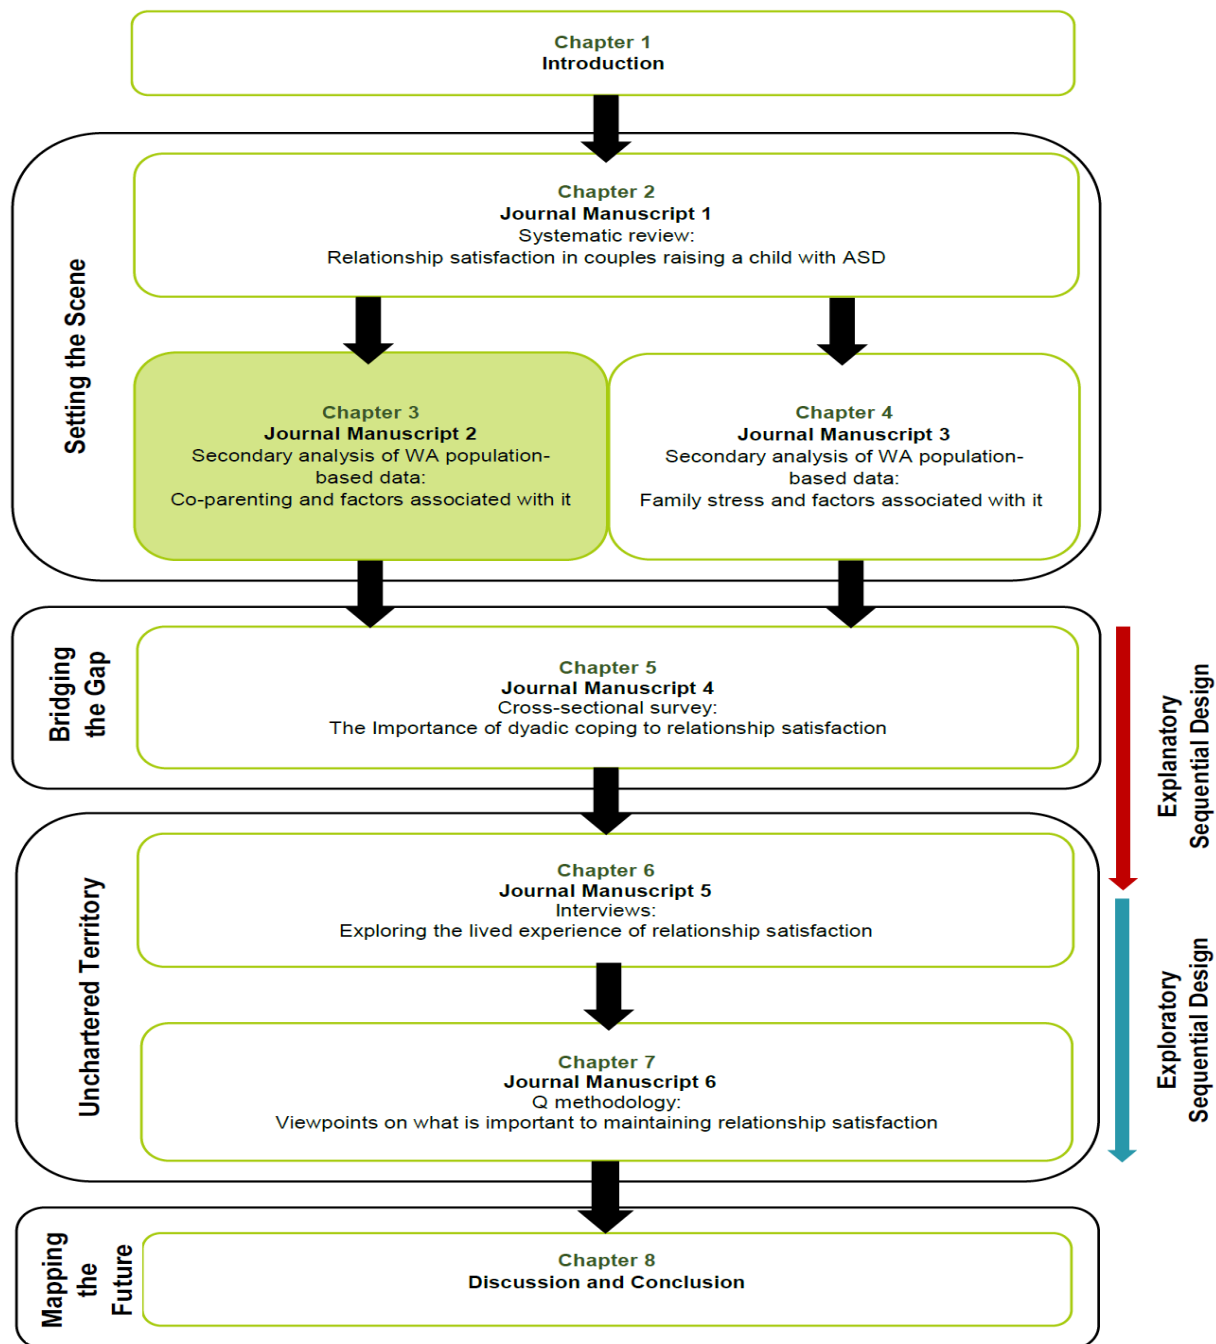 Chapter 1
Introduction
Setting the Scene
Chapter 2
Journal Manuscript 1
Systematic review:
Relationship satisfaction in couples raising a child with ASD
Chapter 3
Journal Manuscript 2
Secondary analysis of WA population-
based data:
Co-parenting and factors associated with it
Chapter 4
Journal Manuscript 3
Secondary analysis of WA population-
based data:
Family stress and factors associated with it
Bridging
the Gap
Chapter 5
Journal Manuscript 4
Cross-sectional survey:
The Importance of dyadic coping to relationship satisfaction
Explanatory
Sequential Design
Unchartered Territory
Chapter 6
Journal Manuscript 5
Interviews:
Exploring the lived experience of relationship satisfaction
Chapter 7
Journal Manuscript 6
Q methodology:
Viewpoints on what is important to maintaining relationship satisfaction
Exploratory
Sequential Design
Mapping
the
Future
Chapter 8
Discussion and Conclusion